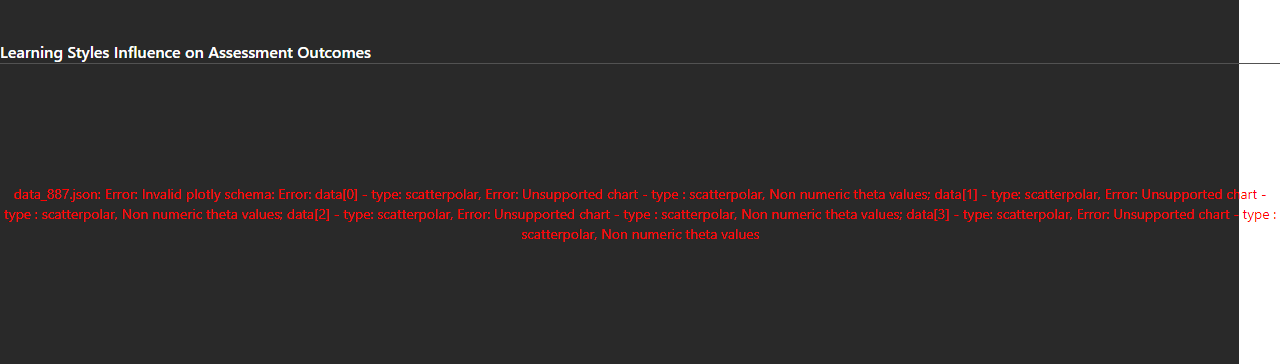 Learning Styles Influence on Assessment Outcomes
data_887.json: Error: Invalid plotly schema: Error: data[0] - type: scatterpolar, Error: Unsupported chart - type : scatterpolar, Non numeric theta values; data[1] - type: scatterpolar, Error: Unsupported chart -
type : scatterpolar, Non numeric theta values; data[2] - type: scatterpolar, Error: Unsupported chart - type : scatterpolar, Non numeric theta values; data[3] - type: scatterpolar, Error: Unsupported chart - type :
scatterpolar, Non numeric theta values